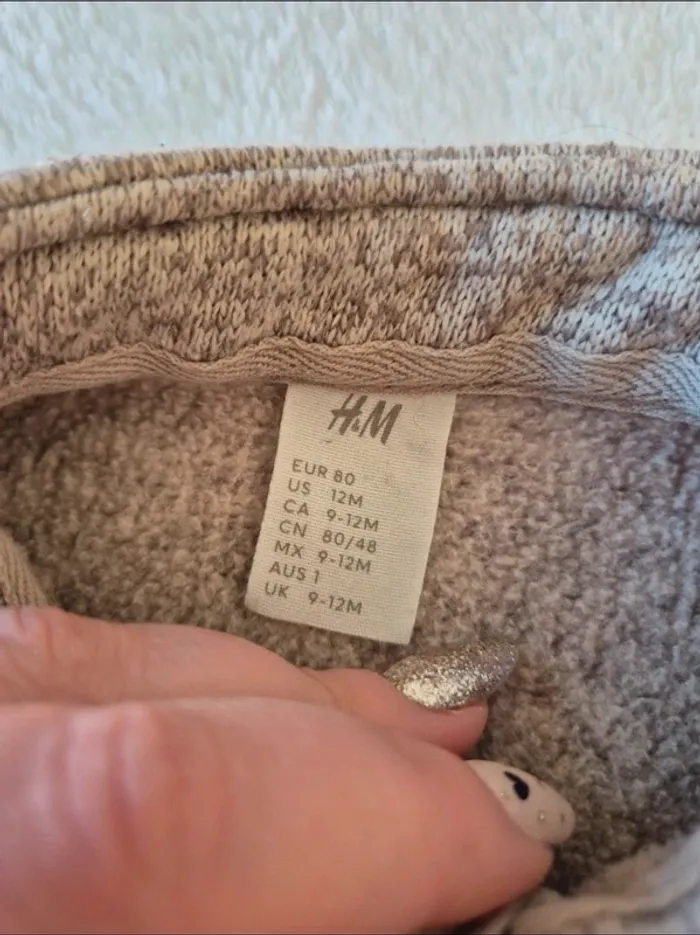 H&M
EUR 80
US 12M
CA 9-12M
CN 80/48
MX 9-12M
AUS 1
UK 9-12M